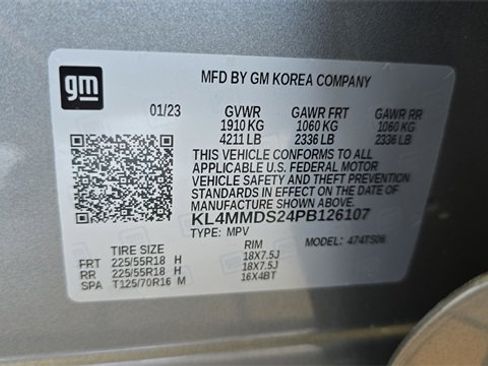 gm
MFD BY GM KOREA COMPANY
01/23 GVWR GAWR FRT GAWR RR
1910 KG 1060 KG 1060 KG
4211 LB 2336 LB 2336 LB
THIS VEHICLE CONFORMS TO ALL
APPLICABLE U.S. FEDERAL MOTOR
VEHICLE SAFETY AND THEFT PREVENTION
STANDARDS IN EFFECT ON THE DATE OF
MANUFACTURE SHOWN ABOVE.
KL4MMDS24PB126107
TYPE: MPV MODEL: 474TS06
TIRE SIZE RIM
FRT 225/55R18 H 18X7.5J
RR 225/55R18 H 18X7.5J
SPA T125/70R16 M 16X4BT